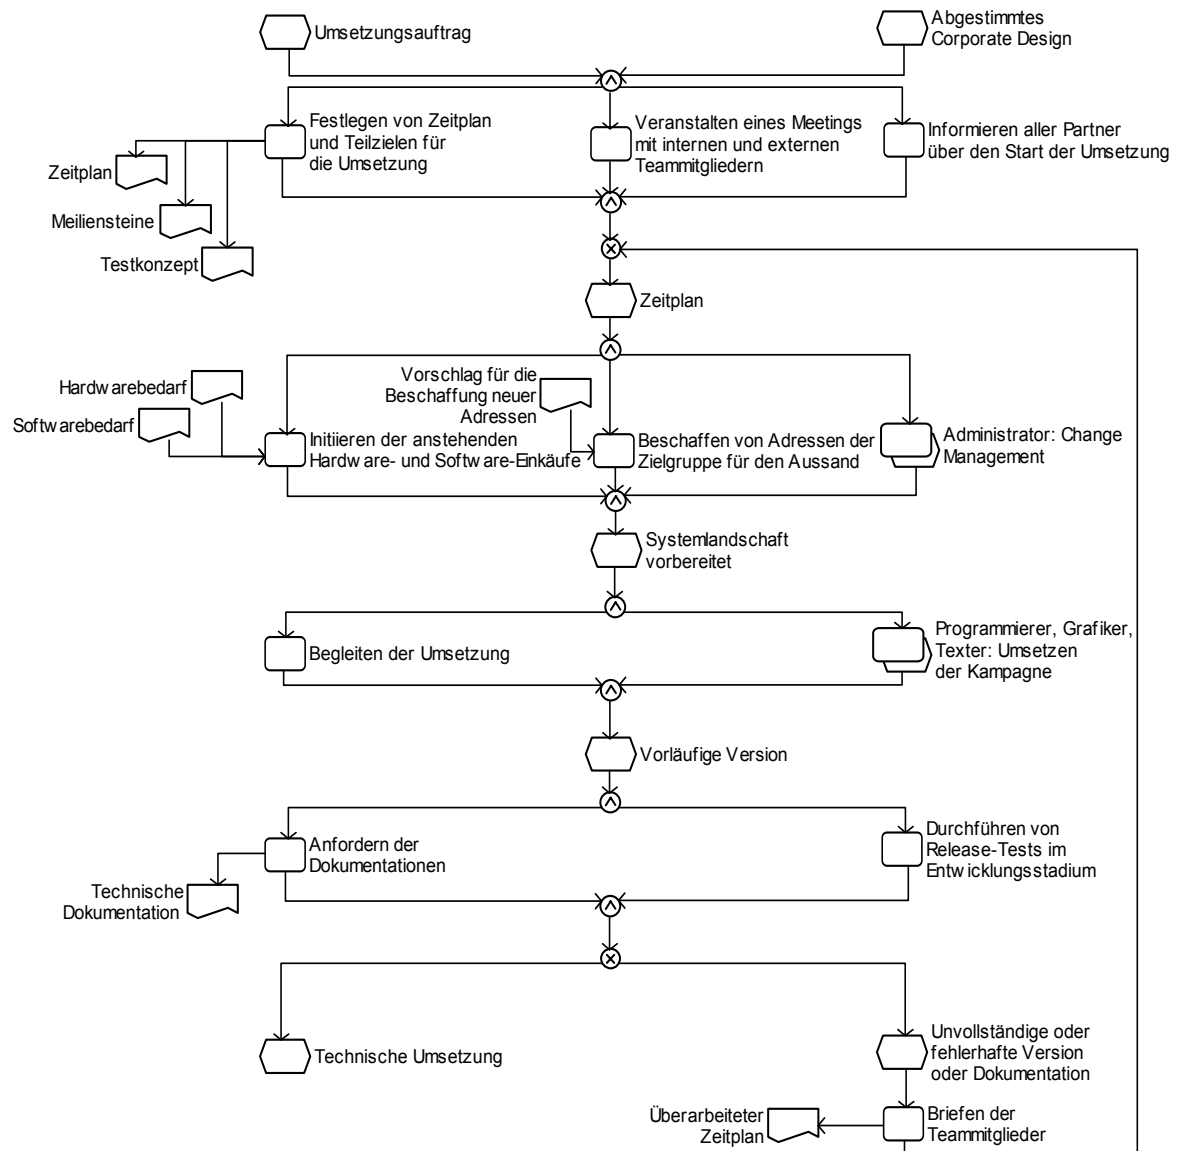 Umsetzungsauftrag
Abgestimmtes
Corporate Design
Festlegen von Zeitplan
und Teilzielen für
die Umsetzung
Veranstalten eines Meetings
mit internen und externen
Teammitgliedern
Informieren aller Partner
über den Start der Umsetzung
Zeitplan
Meiliensteine
Testkonzept
Zeitplan
Hardwarebedarf
Softwarebedarf
Vorschlag für die
Beschaffung neuer
Adressen
Initiieren der anstehenden
Hardware- und Software-Einkäufe
Beschaffen von Adressen der
Zielgruppe für den Aussand
Administrator: Change
Management
Systemlandschaft
vorbereitet
Begleiten der Umsetzung
Programmierer, Grafiker,
Texter: Umsetzen
der Kampagne
Vorläufige Version
Anfordern der
Dokumentationen
Durchführen von
Release-Tests im
Entwicklungsstadium
Technische
Dokumentation
Technische Umsetzung
Unvollständige oder
fehlerhafte Version
oder Dokumentation
Überarbeiteter
Zeitplan
Briefen der
Teammitglieder